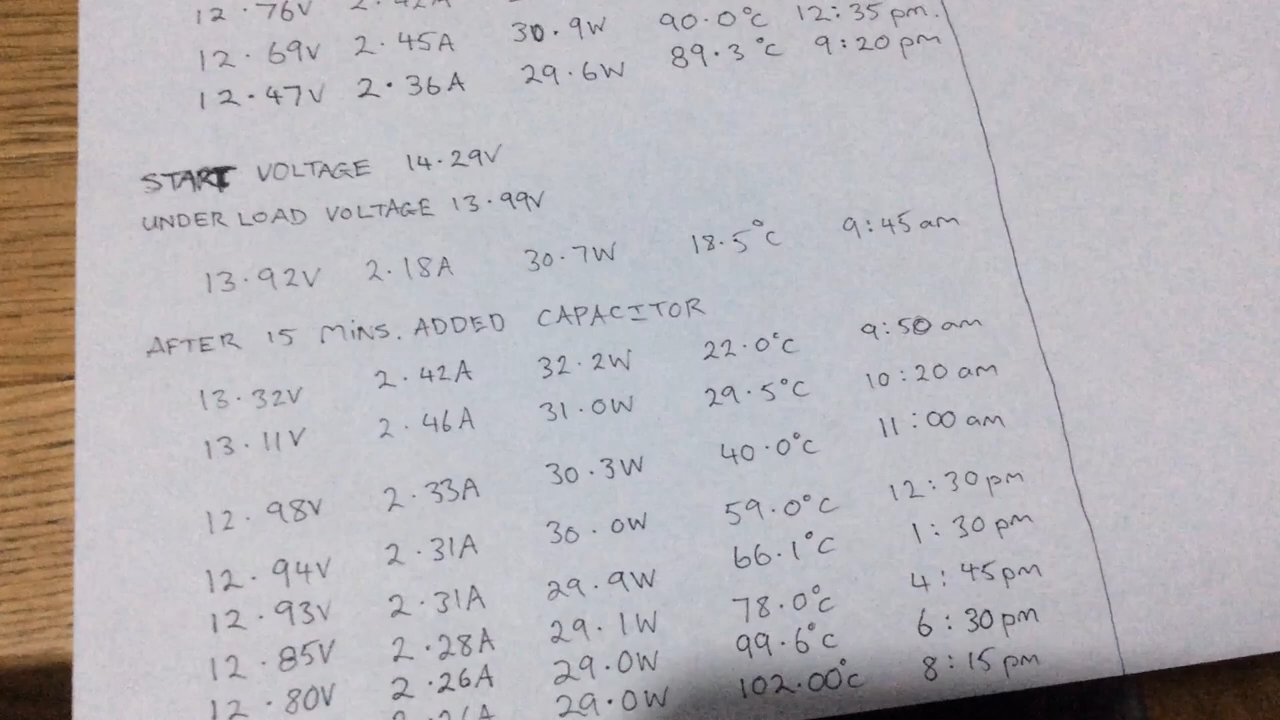 12.76V
12.69V 2.45A 30.9W 90.0°C 12:35pm.
12.47V 2.36A 29.6W 89.3°C 9:20pm
START VOLTAGE 14.29V
UNDER LOAD VOLTAGE 13.99V
13.92V 2.18A 30.7W 18.5°C 9:45am
AFTER 15 MiNS. ADDED CAPACITOR
13.32V 2.42A 32.2W 22.0°C 9:50am
13.11V 2.46A 31.0W 29.5°C 10:20am
12.98V 2.33A 30.3W 40.0°C 11:00am
12.94V 2.31A 30.0W 59.0°C 12:30pm
12.93V 2.31A 29.9W 66.1°C 1:30pm
12.85V 2.28A 29.1W 78.0°C 4:45pm
12.80V 2.26A 29.0W 99.6°C 6:30pm
29.0W 102.00°C 8:15pm